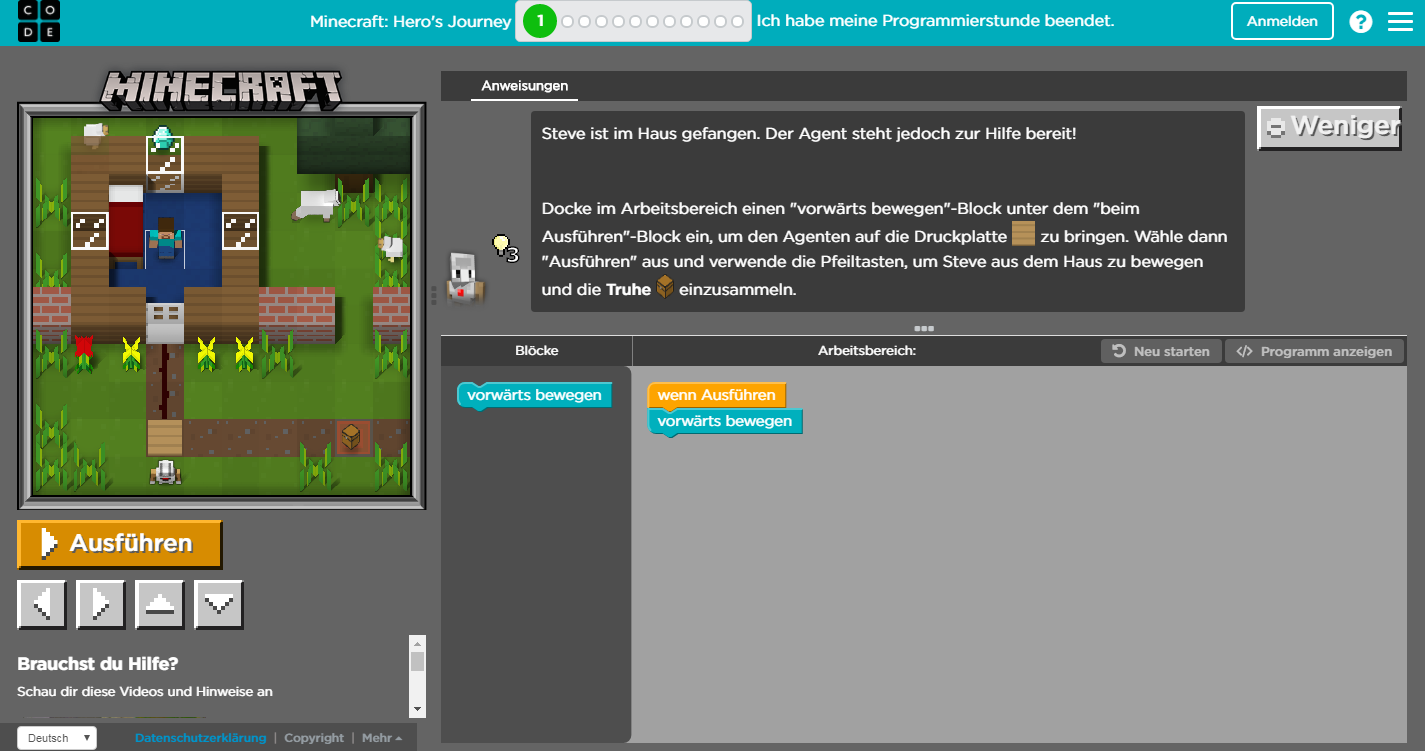 CODE
Minecraft: Hero's Journey 1 Ich habe meine Programmierstunde beendet. Anmelden ?
MINECRAFT
Anweisungen
Steve ist im Haus gefangen. Der Agent steht jedoch zur Hilfe bereit!
Weniger
Docke im Arbeitsbereich einen "vorwärts bewegen"-Block unter dem "beim
Ausführen"-Block ein, um den Agenten auf die Druckplatte zu bringen. Wähle dann
"Ausführen" aus und verwende die Pfeiltasten, um Steve aus dem Haus zu bewegen
und die Truhe einzusammeln.
3
Blöcke
Arbeitsbereich:
Neu starten
</> Programm anzeigen
vorwärts bewegen
wenn Ausführen
vorwärts bewegen
Ausführen
Brauchst du Hilfe?
Schau dir diese Videos und Hinweise an
Deutsch
Datenschutzerklärung | Copyright | Mehr